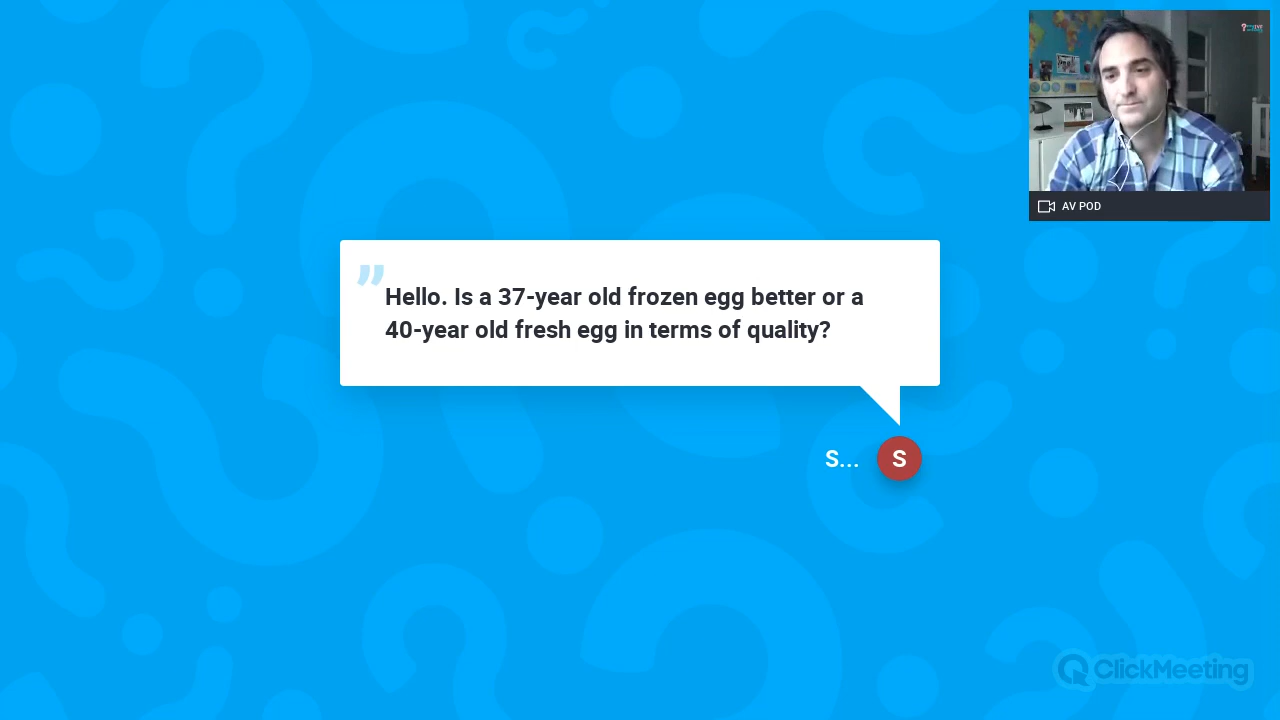 AV POD
”
Hello. Is a 37-year old frozen egg better or a
40-year old fresh egg in terms of quality?
S...
S
ClickMeeting